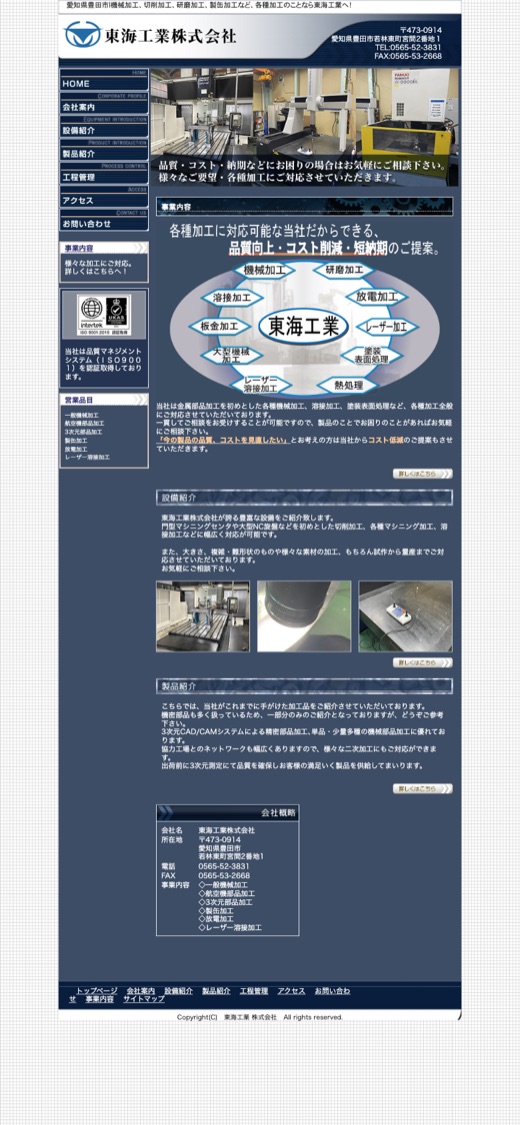 愛知県豊田市|機械加工、切削加工、研磨加工、製缶加工など、各種加工のことなら東海工業へ!
東海工業株式会社
〒473-0914
愛知県豊田市若林東町宮間2番地1
TEL:0565-52-3831
FAX:0565-53-2668
HOME
HOME
CORPORATE PROFILE
会社案内
EQUIPMENT INTRODUCTION
設備紹介
PRODUCT INTRODUCTION
製品紹介
PROCESS CONTROL
工程管理
ACCESS
アクセス
CONTACT US
お問い合わせ
品質・コスト・納期などにお困りの場合はお気軽にご相談下さい。
様々なご要望・各種加工にご対応させていただきます。
事業内容
様々な加工にご対応。
詳しくはこちらへ!
intertek
UKAS
ISO 9001:2015 認証取得
当社は品質マネジメント
システム(ISO900
1)を認証取得しており
ます。
営業品目
一般機械加工
航空機部品加工
3次元部品加工
製缶加工
放電加工
レーザー溶接加工
事業内容
各種加工に対応可能な当社だからできる、
品質向上・コスト削減・短納期のご提案。
機械加工
研磨加工
溶接加工
放電加工
板金加工
東海工業
レーザー加工
大型機械
加工
塗装
表面処理
レーザー
溶接加工
熱処理
当社は金属部品加工を初めとした各種機械加工、溶接加工、塗装表面処理など、各種加工全般
にご対応させていただいております。
一貫してご相談をお受けすることが可能ですので、製品のことでお困りのことがあればお気軽
にご相談下さい。
「今の製品の品質、コストを見直したい」とお考えの方は当社からコスト低減のご提案もさせ
ていただきます。
詳しくはこちら
設備紹介
東海工業株式会社が誇る豊富な設備をご紹介致します。
門型マシニングセンタや大型NC旋盤などを初めとした切削加工、各種マシニング加工、溶
接加工などに幅広く対応が可能です。
また、大きさ、複雑・難形状のものや様々な素材の加工、もちろん試作から量産までご対
応させていただいております。
お気軽にご相談下さい。
詳しくはこちら
製品紹介
こちらでは、当社がこれまでに手がけた加工品をご紹介させていただいております。
機密部品も多く扱っているため、一部分のみのご紹介となっておりますが、どうぞご参考
下さい。
3次元CAD/CAMシステムによる精密部品加工、単品・少量多種の機械部品加工に優れてお
ります。
協力工場とのネットワークも幅広くありますので、様々な二次加工にもご対応ができま
す。
出荷前に3次元測定にて品質を確保しお客様の満足いく製品を供給してまいります。
詳しくはこちら
会社概略
会社名 東海工業株式会社
所在地 〒473-0914
愛知県豊田市
若林東町宮間2番地1
電話 0565-52-3831
FAX 0565-53-2668
事業内容 ◇一般機械加工
◇航空機部品加工
◇3次元部品加工
◇製缶加工
◇放電加工
◇レーザー溶接加工
トップページ 会社案内 設備紹介 製品紹介 工程管理 アクセス お問い合わ
せ 事業内容 サイトマップ
Copyright(C) 東海工業 株式会社 All rights reserved.